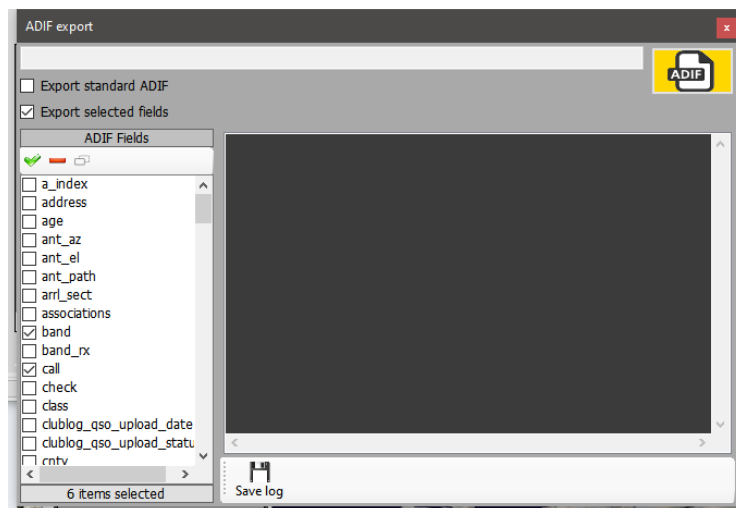 ADIF export
x
ADIF
Export standard ADIF
Export selected fields
ADIF Fields
a_index
address
age
ant_az
ant_el
ant_path
arrl_sect
associations
band
band_rx
call
check
class
clublog_qso_upload_date
clublog_qso_upload_statu
cnty
6 items selected
Save log